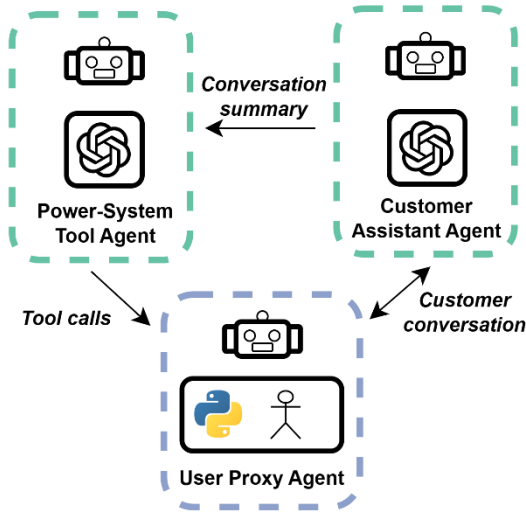 Conversation
summary
Power-System
Tool Agent
Customer
Assistant Agent
Tool calls
Customer
conversation
User Proxy Agent